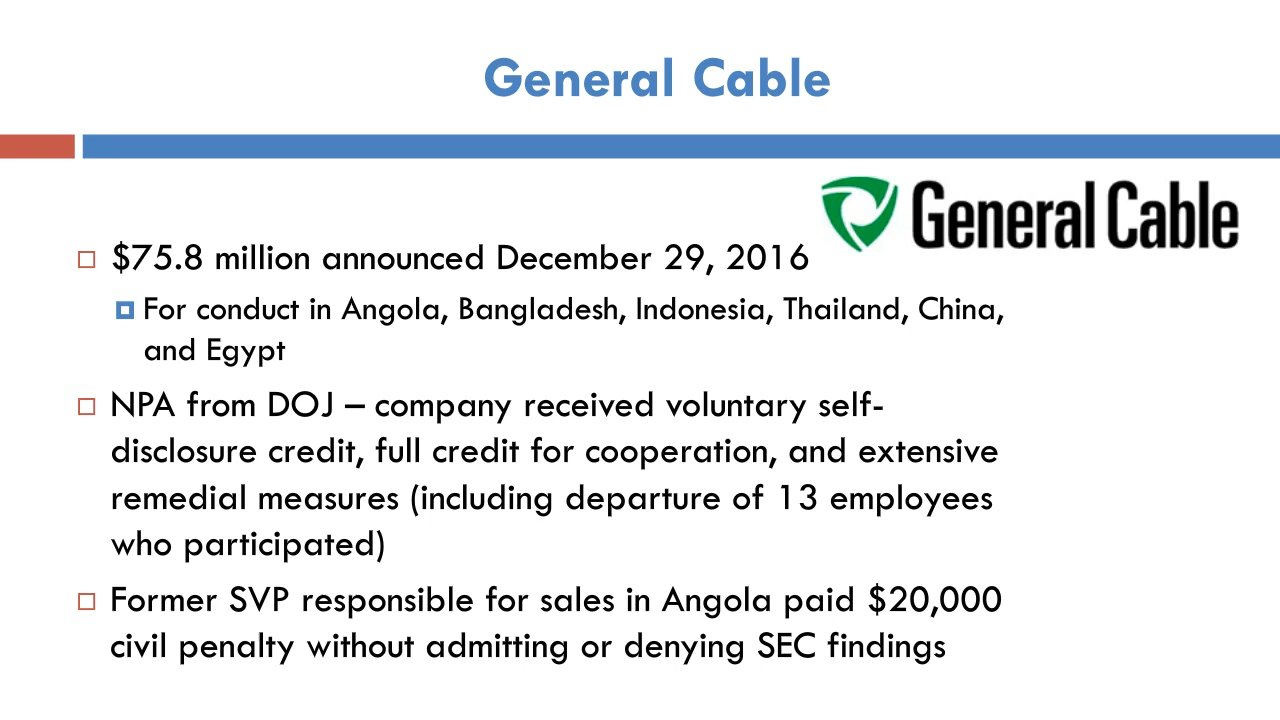 General Cable
General Cable
$75.8 million announced December 29, 2016
For conduct in Angola, Bangladesh, Indonesia, Thailand, China,
and Egypt
NPA from DOJ – company received voluntary self-
disclosure credit, full credit for cooperation, and extensive
remedial measures (including departure of 13 employees
who participated)
Former SVP responsible for sales in Angola paid $20,000
civil penalty without admitting or denying SEC findings